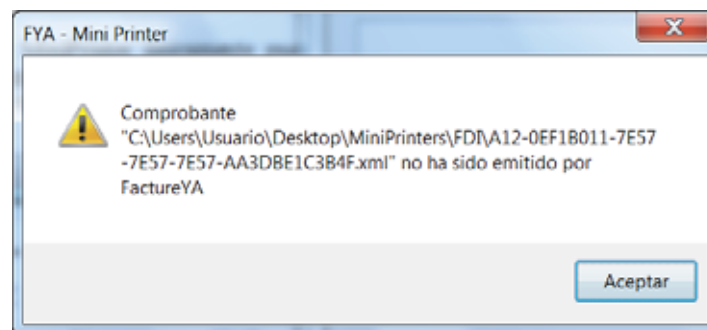 FYA - Mini Printer
Comprobante
"C:\Users\Usuario\Desktop\MiniPrinters\FDI\A12-0EF1B011-7E57
-7E57-7E57-AA3DBE1C3B4F.xml" no ha sido emitido por
FactureYA
Aceptar